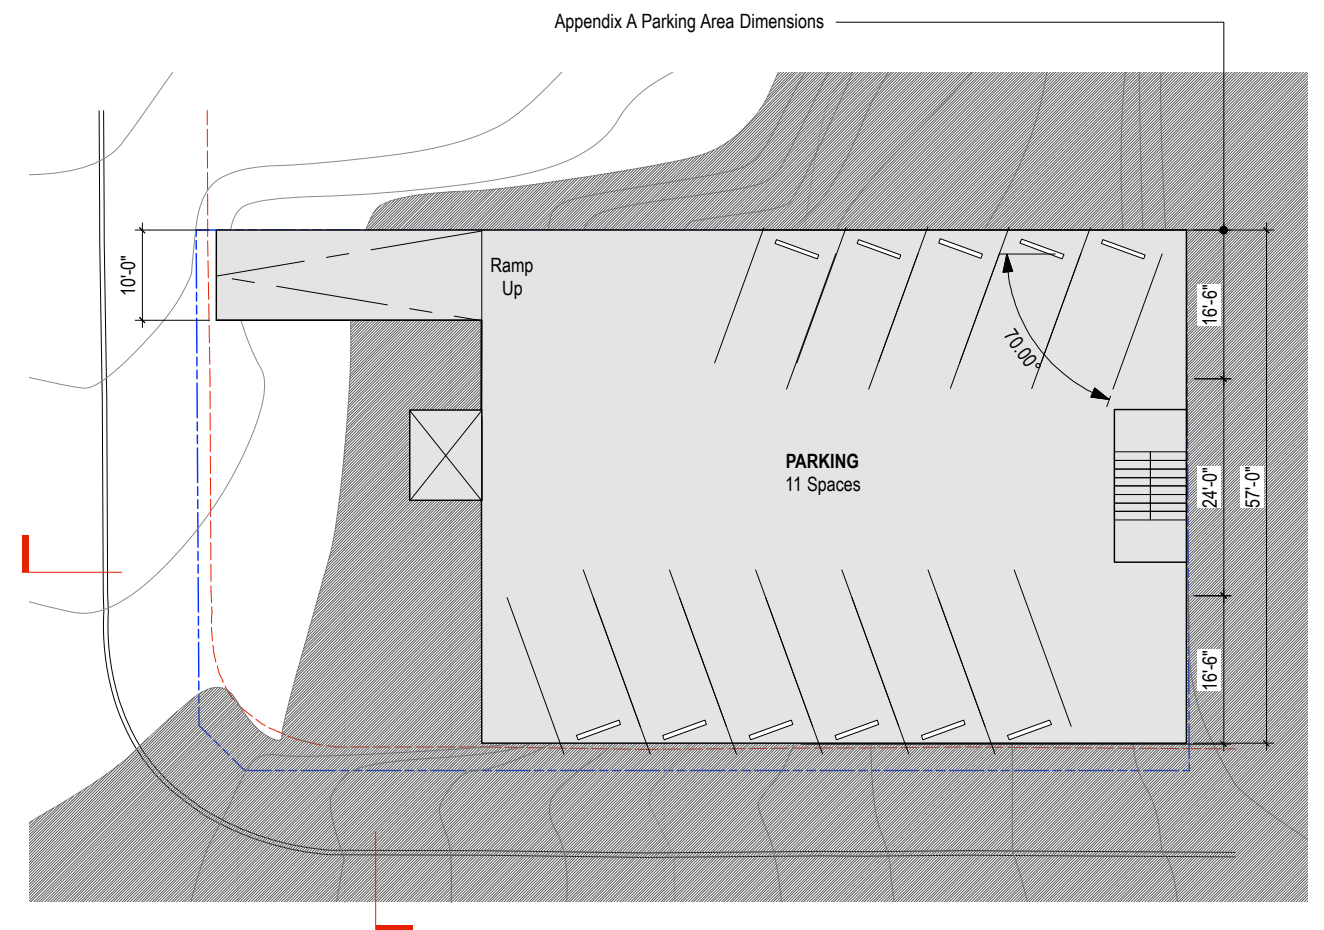 Appendix A Parking Area Dimensions
10'-0"
Ramp
Up
16'-6"
70.00°
PARKING
11 Spaces
24'-0"
57'-0"
16'-6"